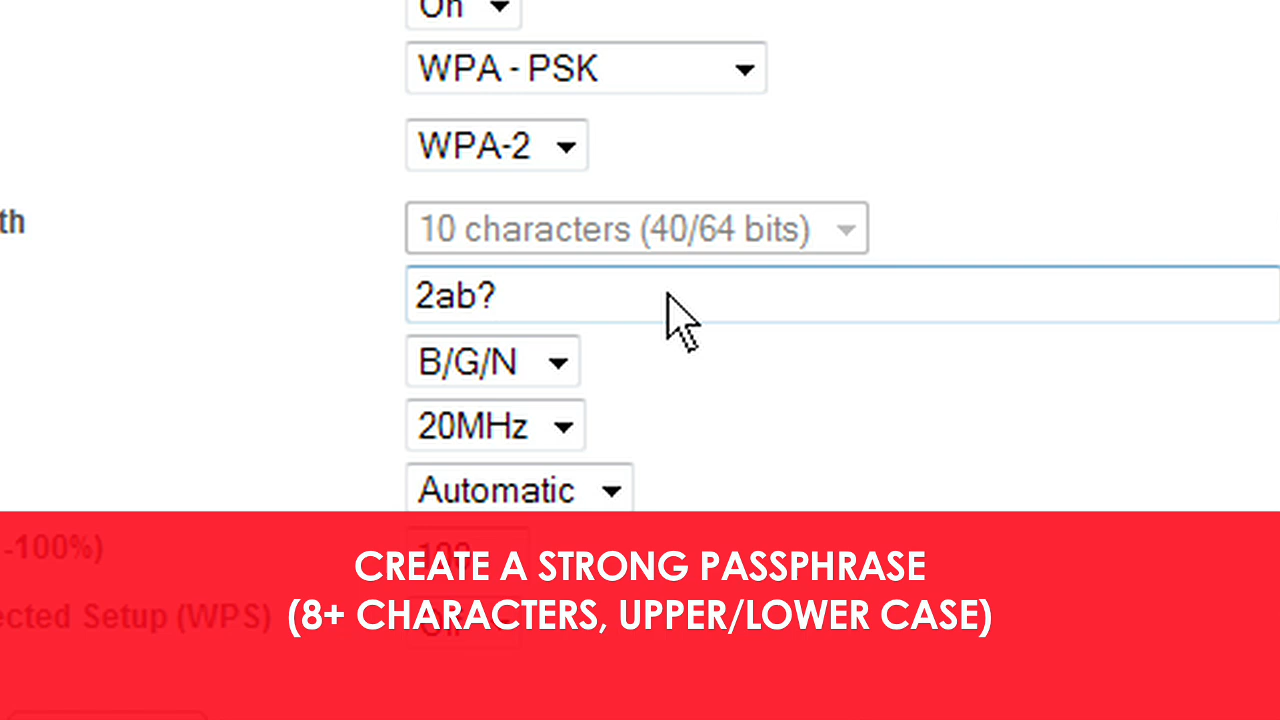 On
WPA - PSK
WPA-2
th
10 characters (40/64 bits)
2ab?
B/G/N
20MHz
Automatic
-100%)
100
CREATE A STRONG PASSPHRASE
ected Setup (WPS)
(8+ CHARACTERS, UPPER/LOWER CASE)